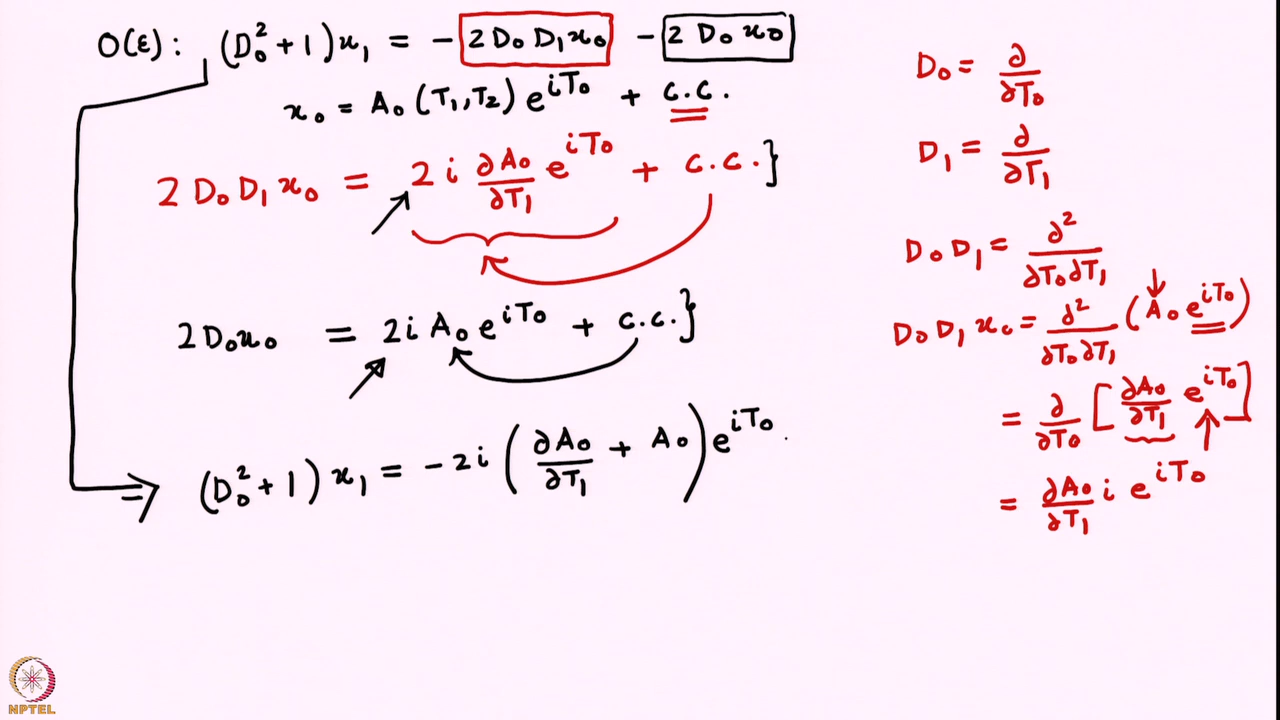 O(ε) : (D₀² + 1) x₁ = − 2 D₀ D₁ x₀ − 2 D₀ x₀
x₀ = A₀ (T₁, T₂) e^{iT₀} + c.c.
2 D₀ D₁ x₀ = 2 i ∂A₀/∂T₁ e^{iT₀} + c.c. }
2 D₀ x₀ = 2 i A₀ e^{iT₀} + c.c. }
⇒ (D₀² + 1) x₁ = − 2 i ( ∂A₀/∂T₁ + A₀ ) e^{iT₀}
D₀ = ∂/∂T₀
D₁ = ∂/∂T₁
D₀ D₁ = ∂²/∂T₀∂T₁
D₀ D₁ x₀ = ∂²/∂T₀∂T₁ ( A₀ e^{iT₀} )
= ∂/∂T₀ [ ∂A₀/∂T₁ e^{iT₀} ]
= ∂A₀/∂T₁ i e^{iT₀}
NPTEL